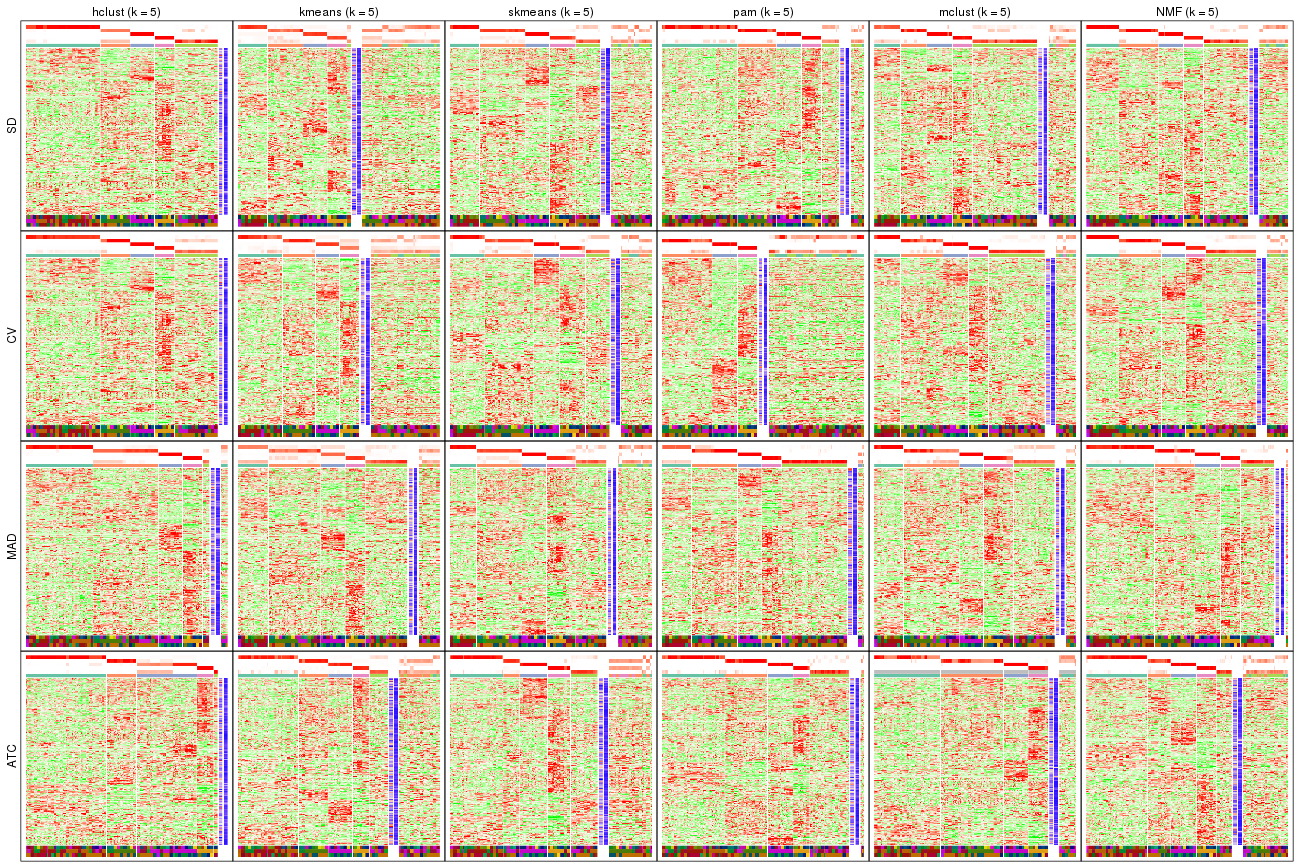 hclust (k = 5) kmeans (k = 5) skmeans (k = 5) pam (k = 5) mclust (k = 5) NMF (k = 5)
SD
CV
MAD
ATC